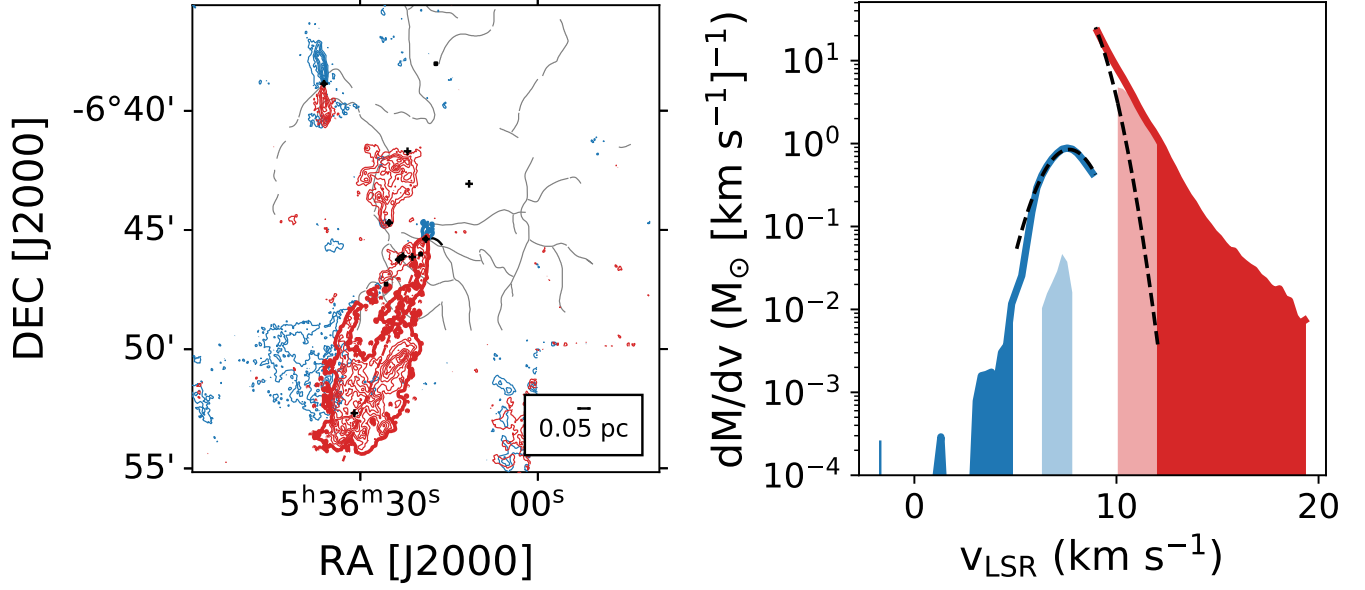 DEC [J2000]
-6°40'
45'
50'
55'
0.05 pc
5ʰ36ᵐ30ˢ
00ˢ
RA [J2000]
dM/dv (M☉ [km s⁻¹]⁻¹)
10¹
10⁰
10⁻¹
10⁻²
10⁻³
10⁻⁴
0
10
20
v_LSR (km s⁻¹)